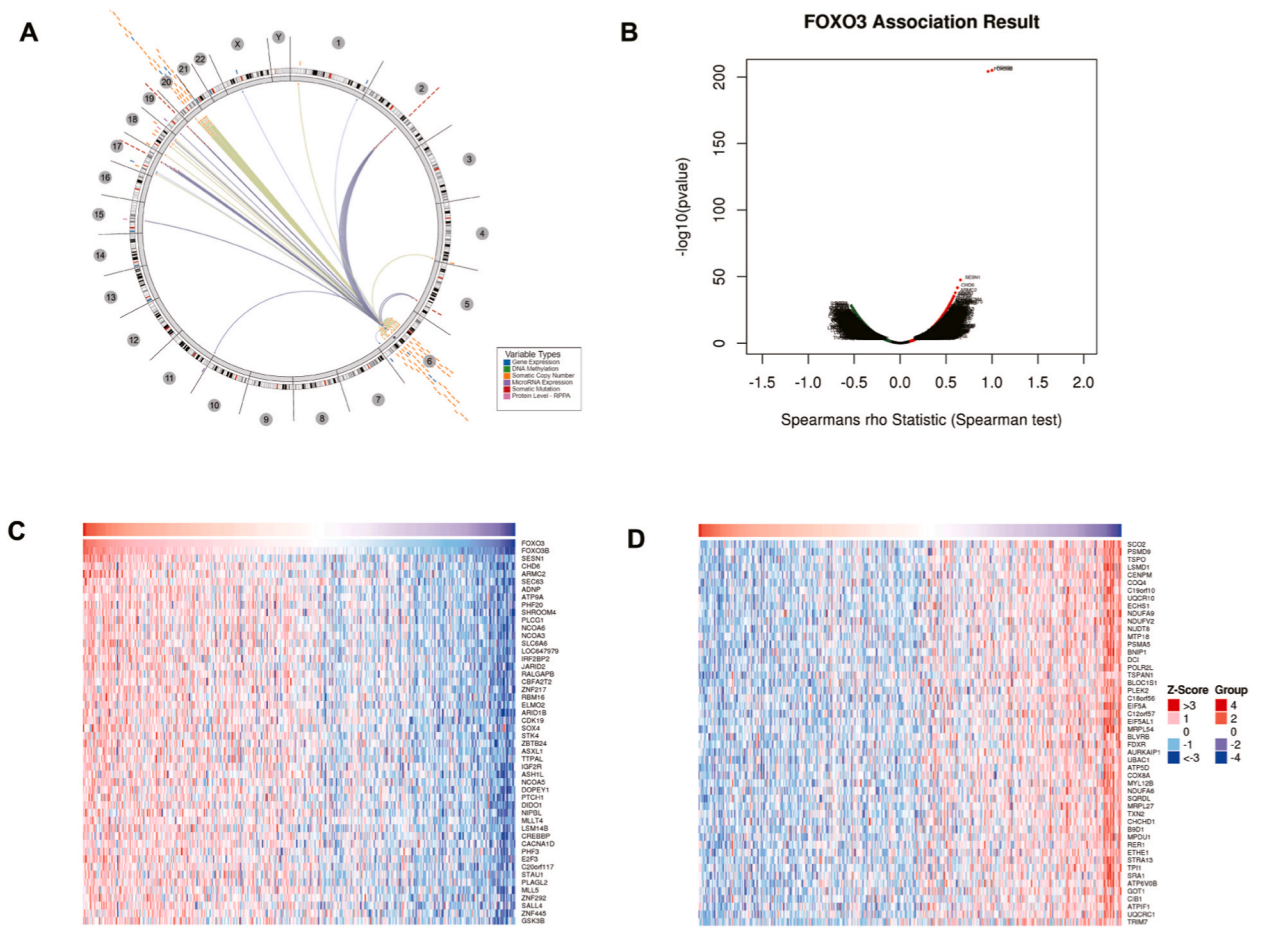 A
B
FOXO3 Association Result
Y
X
1
22
21
20
2
19
18
3
17
16
15
4
14
5
13
12
6
11
7
10
9
8
Variable Types
Gene Expression
DNA Methylation
Somatic Copy Number
MicroRNA Expression
Somatic Mutation
Protein Level - RPPA
-log10(pvalue)
200
150
100
50
0
SESN1
CHD6
ARMC2
-1.5
-1.0
-0.5
0.0
0.5
1.0
1.5
2.0
Spearmans rho Statistic (Spearman test)
C
FOXO3
FOXO3B
SESN1
CHD6
ARMC2
SEC63
ADNP
ATP9A
PHF20
SHROOM4
PLCG1
NCOA6
NCOA3
SLC6A6
LOC647979
IRF2BP2
JARID2
RALGAPB
CBFA2T2
ZNF217
RBM16
ELMO2
ARID1B
CDK19
SOX4
STK4
ZBTB24
ASXL1
TTPAL
IGF2R
ASH1L
NCOA5
DOPEY1
PTCH1
DIDO1
NIPBL
MLLT4
LSM14B
CREBBP
CACNA1D
PHF3
E2F3
C20orf117
STAU1
PLAGL2
MLL5
ZNF292
SALL4
ZNF445
GSK3B
D
SCO2
PSMD9
TSPO
LSMD1
CENPM
COQ4
C19orf10
UQCR10
ECHS1
NDUFA9
NDUFV2
NUDT8
MTP18
PSMA5
BNIP1
DCI
POLR2L
TSPAN1
BLOC1S1
PLEK2
C18orf56
EIF5A
C12orf57
EIF5AL1
MRPL54
BLVRB
FDXR
AURKAIP1
UBAC1
ATP5D
COX8A
MYL12B
NDUFA6
SQRDL
MRPL27
TXN2
CHCHD1
B9D1
MPDU1
RER1
ETHE1
STRA13
TPI1
SRA1
ATP6V0B
GOT1
CIB1
ATPIF1
UQCRC1
TRIM7
Z-Score Group
>3 4
1 2
0 0
-1 -2
<-3 -4